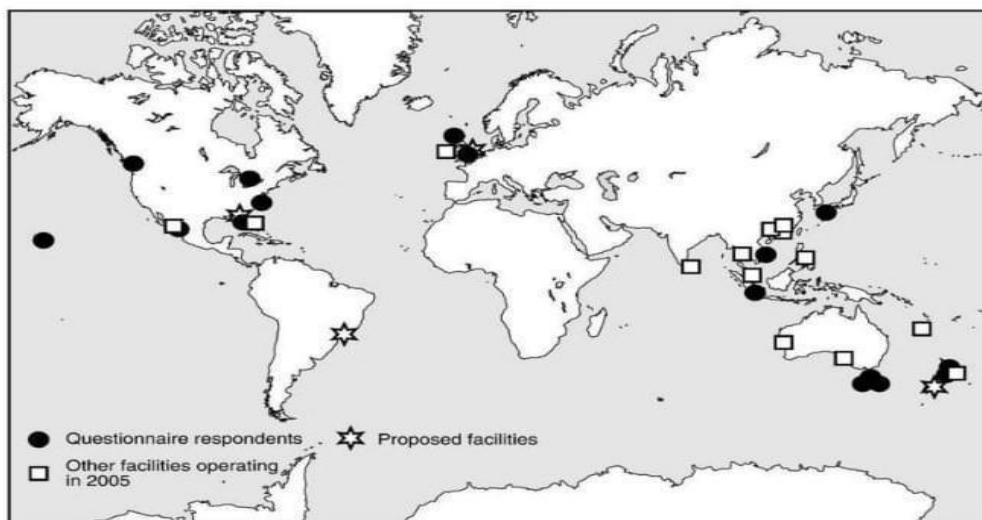 Questionnaire respondents
Proposed facilities
Other facilities operating
in 2005